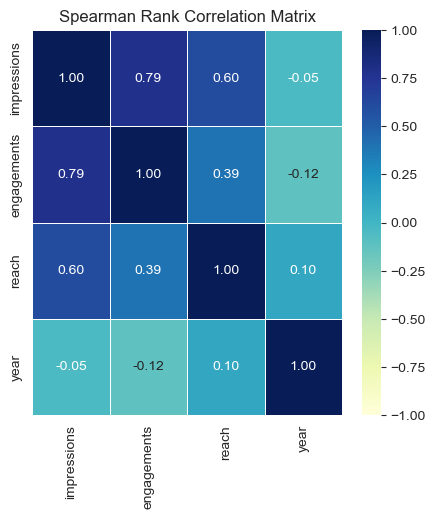 Spearman Rank Correlation Matrix
impressions 1.00 0.79 0.60 -0.05
engagements 0.79 1.00 0.39 -0.12
reach 0.60 0.39 1.00 0.10
year -0.05 -0.12 0.10 1.00
impressions engagements reach year
1.00
0.75
0.50
0.25
0.00
−0.25
−0.50
−0.75
−1.00